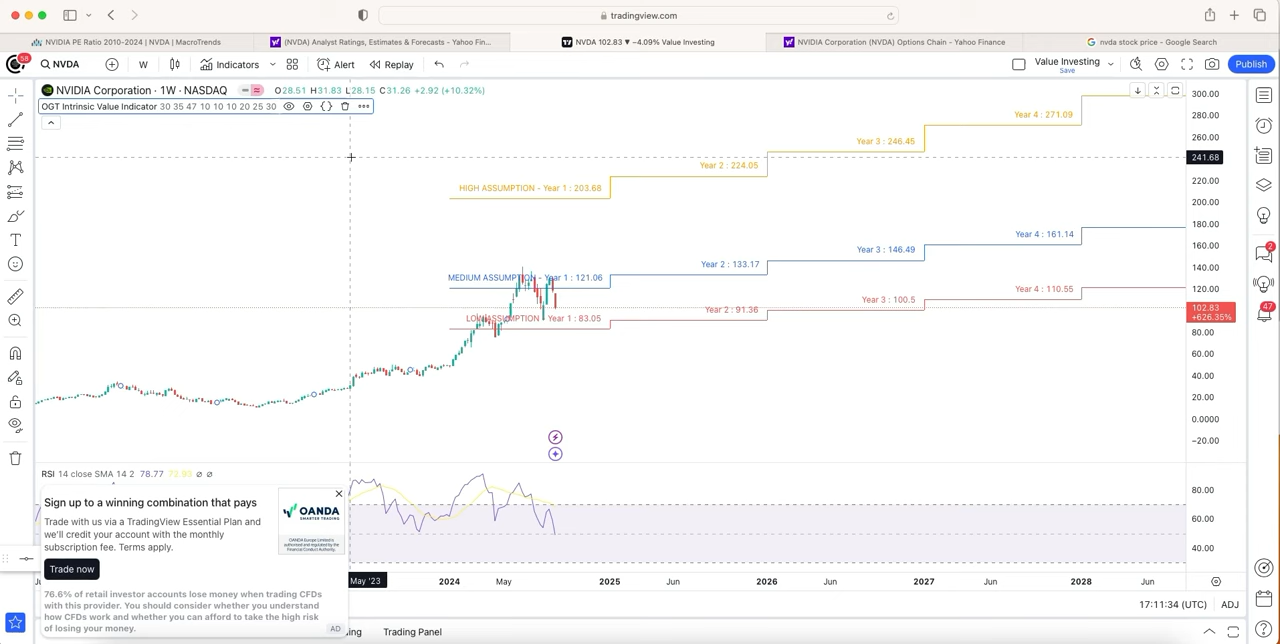 tradingview.com
NVIDIA PE Ratio 2010-2024 | NVDA | MacroTrends
(NVDA) Analyst Ratings, Estimates & Forecasts - Yahoo Fin...
NVDA 102.83 ▼ −4.09% Value Investing
NVIDIA Corporation (NVDA) Options Chain - Yahoo Finance
nvda stock price - Google Search
58
NVDA
W
Indicators
Alert
Replay
Value Investing
Save
Publish
NVIDIA Corporation · 1W · NASDAQ
O28.51 H31.83 L28.15 C31.26 +2.92 (+10.32%)
OGT Intrinsic Value Indicator 30 35 47 10 10 10 20 25 30
HIGH ASSUMPTION - Year 1 : 203.68
Year 2 : 224.05
Year 3 : 246.45
Year 4 : 271.09
MEDIUM ASSUMPTION - Year 1 : 121.06
Year 2 : 133.17
Year 3 : 146.49
Year 4 : 161.14
LOW ASSUMPTION - Year 1 : 83.05
Year 2 : 91.36
Year 3 : 100.5
Year 4 : 110.55
300.00
280.00
260.00
241.68
220.00
200.00
180.00
160.00
140.00
120.00
102.83
+626.35%
80.00
60.00
40.00
20.00
0.0000
−20.00
2
47
RSI 14 close SMA 14 2 78.77 72.93 ∅ ∅
80.00
60.00
40.00
Sign up to a winning combination that pays
Trade with us via a TradingView Essential Plan and
we'll credit your account with the monthly
subscription fee. Terms apply.
OANDA
SMARTER TRADING
Trade now
76.6% of retail investor accounts lose money when trading CFDs
with this provider. You should consider whether you understand
how CFDs work and whether you can afford to take the high risk
of losing your money.
AD
May '23
2024
May
2025
Jun
2026
Jun
2027
Jun
2028
Jun
17:11:34 (UTC)
ADJ
Trading Panel